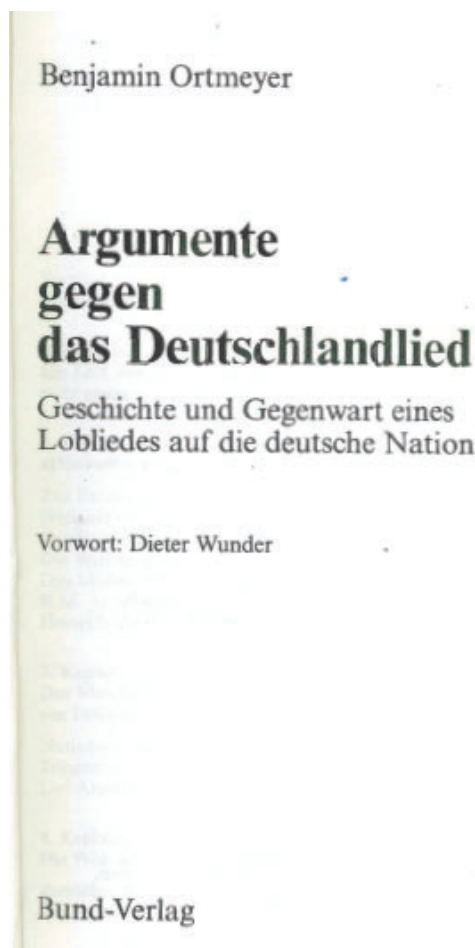 Benjamin Ortmeyer
Argumente
gegen
das Deutschlandlied
Geschichte und Gegenwart eines
Lobliedes auf die deutsche Nation
Vorwort: Dieter Wunder
Bund-Verlag